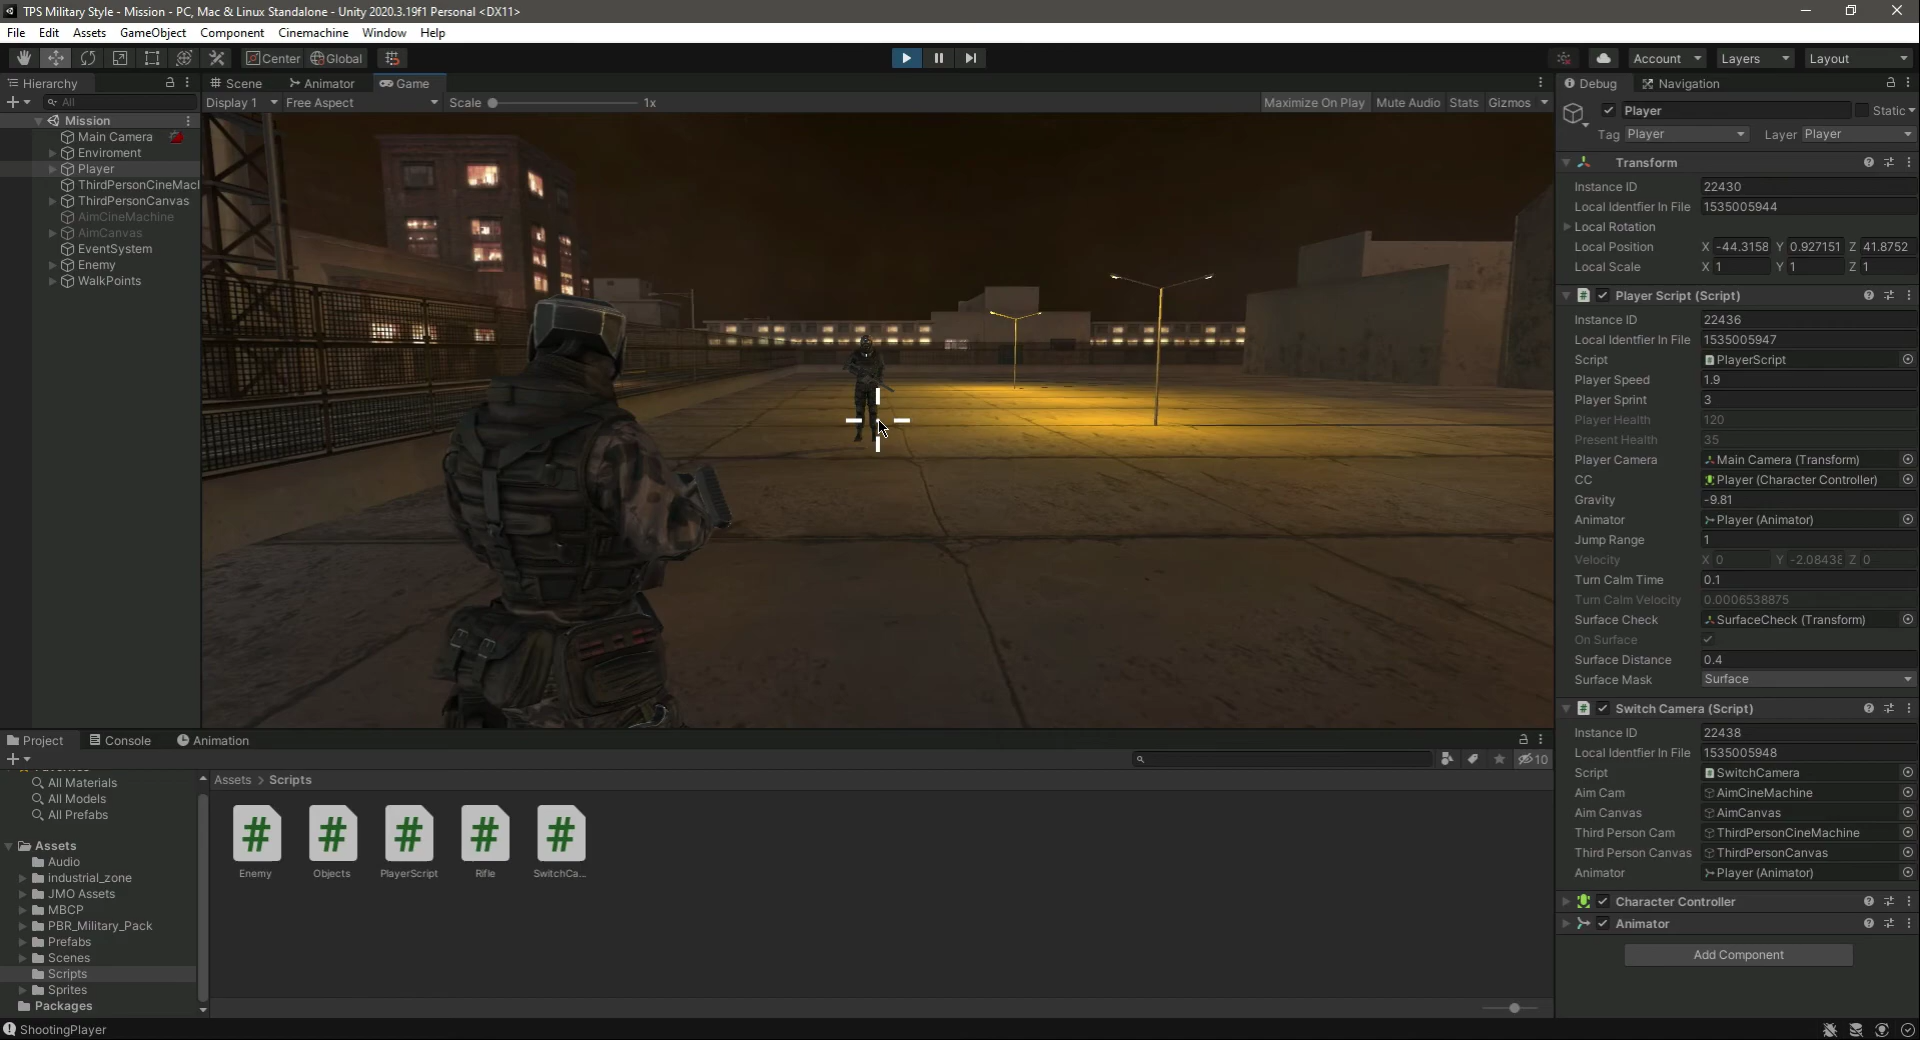 TPS Military Style - Mission - PC, Mac & Linux Standalone - Unity 2020.3.19f1 Personal <DX11>
File Edit Assets GameObject Component Cinemachine Window Help
Center Global Account Layers Layout
Hierarchy
All
Mission
Main Camera
Enviroment
Player
ThirdPersonCineMacl
ThirdPersonCanvas
AimCineMachine
AimCanvas
EventSystem
Enemy
WalkPoints
Scene Animator Game
Display 1 Free Aspect Scale 1x Maximize On Play Mute Audio Stats Gizmos
Debug Navigation
Player Static
Tag Player Layer Player
Transform
Instance ID 22430
Local Identfier In File 1535005944
Local Rotation
Local Position X -44.3158 Y 0.927151 Z 41.8752
Local Scale X 1 Y 1 Z 1
Player Script (Script)
Instance ID 22436
Local Identfier In File 1535005947
Script PlayerScript
Player Speed 1.9
Player Sprint 3
Player Health 120
Present Health 35
Player Camera Main Camera (Transform)
CC Player (Character Controller)
Gravity -9.81
Animator Player (Animator)
Jump Range 1
Velocity X 0 Y -2.08438 Z 0
Turn Calm Time 0.1
Turn Calm Velocity 0.0006538875
Surface Check SurfaceCheck (Transform)
On Surface
Surface Distance 0.4
Surface Mask Surface
Switch Camera (Script)
Instance ID 22438
Local Identfier In File 1535005948
Script SwitchCamera
Aim Cam AimCineMachine
Aim Canvas AimCanvas
Third Person Cam ThirdPersonCineMachine
Third Person Canvas ThirdPersonCanvas
Animator Player (Animator)
Character Controller
Animator
Add Component
Project Console Animation
10
All Materials
All Models
All Prefabs
Assets
Audio
industrial_zone
JMO Assets
MBCP
PBR_Military_Pack
Prefabs
Scenes
Scripts
Sprites
Packages
Assets > Scripts
Enemy Objects PlayerScript Rifle SwitchCa...
ShootingPlayer